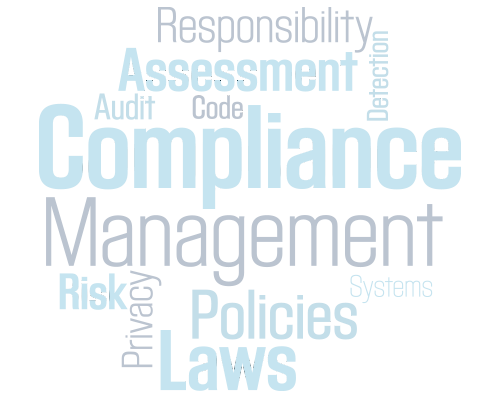 Responsibility
Assessment
Detection
Audit
Code
Compliance
Management
Risk
Privacy
Systems
Policies
Laws